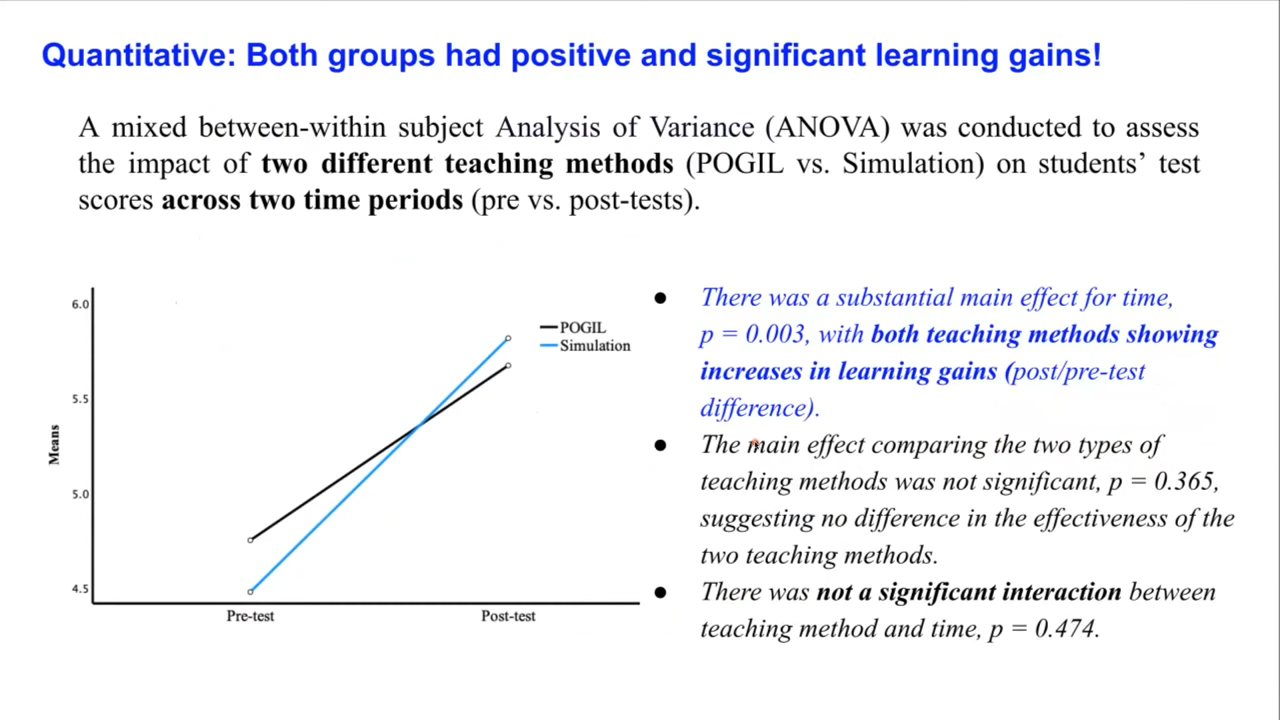 Quantitative: Both groups had positive and significant learning gains!
A mixed between-within subject Analysis of Variance (ANOVA) was conducted to assess
the impact of two different teaching methods (POGIL vs. Simulation) on students’ test
scores across two time periods (pre vs. post-tests).
6.0
5.5
5.0
4.5
Means
Pre-test
Post-test
POGIL
Simulation
● There was a substantial main effect for time,
p = 0.003, with both teaching methods showing
increases in learning gains (post/pre-test
difference).
● The main effect comparing the two types of
teaching methods was not significant, p = 0.365,
suggesting no difference in the effectiveness of the
two teaching methods.
● There was not a significant interaction between
teaching method and time, p = 0.474.